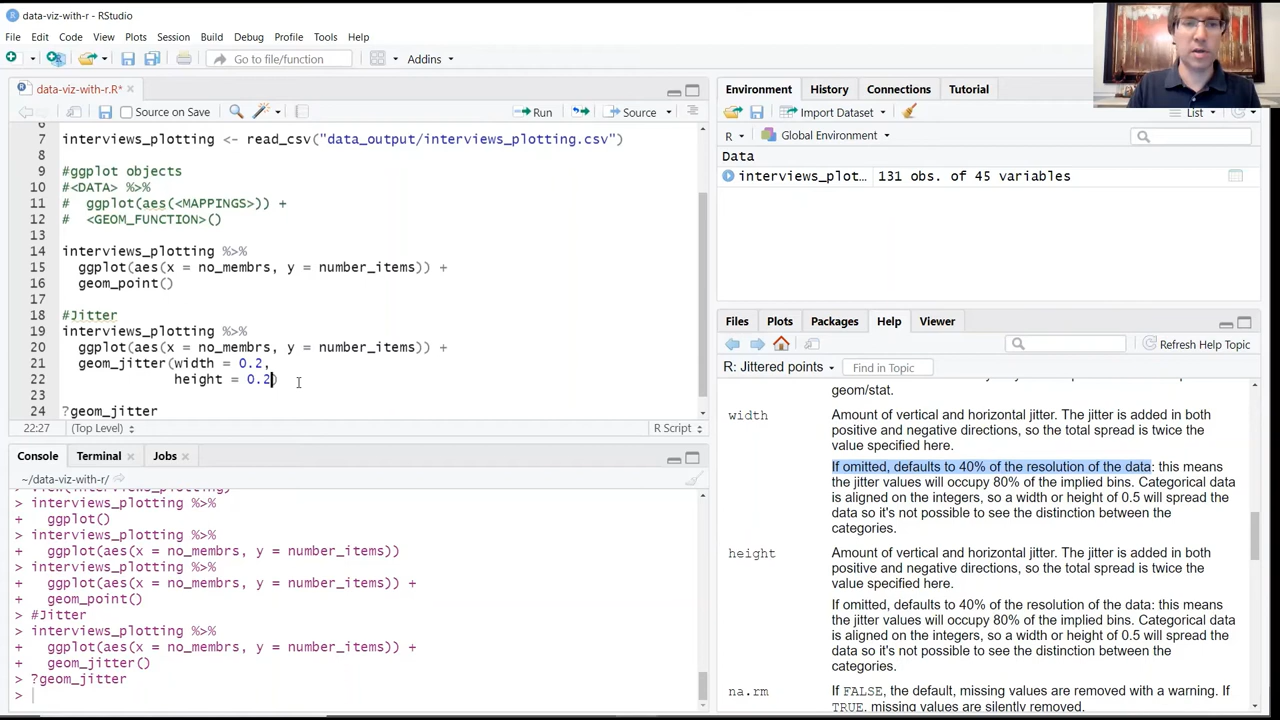 data-viz-with-r - RStudio
File Edit Code View Plots Session Build Debug Profile Tools Help
Go to file/function Addins
data-viz-with-r.R*
Source on Save Run Source
7 interviews_plotting <- read_csv("data_output/interviews_plotting.csv")
8
9 #ggplot objects
10 #<DATA> %>%
11 # ggplot(aes(<MAPPINGS>)) +
12 # <GEOM_FUNCTION>()
13
14 interviews_plotting %>%
15 ggplot(aes(x = no_membrs, y = number_items)) +
16 geom_point()
17
18 #Jitter
19 interviews_plotting %>%
20 ggplot(aes(x = no_membrs, y = number_items)) +
21 geom_jitter(width = 0.2,
22 height = 0.2)
23
24 ?geom_jitter
22:27 (Top Level) R Script
Console Terminal Jobs
~/data-viz-with-r/
> interviews_plotting %>%
+ ggplot()
> interviews_plotting %>%
+ ggplot(aes(x = no_membrs, y = number_items))
> interviews_plotting %>%
+ ggplot(aes(x = no_membrs, y = number_items)) +
+ geom_point()
> #Jitter
> interviews_plotting %>%
+ ggplot(aes(x = no_membrs, y = number_items)) +
+ geom_jitter()
> ?geom_jitter
>
Environment History Connections Tutorial
Import Dataset List
R Global Environment
Data
interviews_plot… 131 obs. of 45 variables
Files Plots Packages Help Viewer
Refresh Help Topic
R: Jittered points Find in Topic
geom/stat.
width Amount of vertical and horizontal jitter. The jitter is added in both
positive and negative directions, so the total spread is twice the
value specified here.
If omitted, defaults to 40% of the resolution of the data: this means
the jitter values will occupy 80% of the implied bins. Categorical data
is aligned on the integers, so a width or height of 0.5 will spread the
data so it's not possible to see the distinction between the
categories.
height Amount of vertical and horizontal jitter. The jitter is added in both
positive and negative directions, so the total spread is twice the
value specified here.
If omitted, defaults to 40% of the resolution of the data: this means
the jitter values will occupy 80% of the implied bins. Categorical data
is aligned on the integers, so a width or height of 0.5 will spread the
data so it's not possible to see the distinction between the
categories.
na.rm If FALSE, the default, missing values are removed with a warning. If
TRUE, missing values are silently removed.